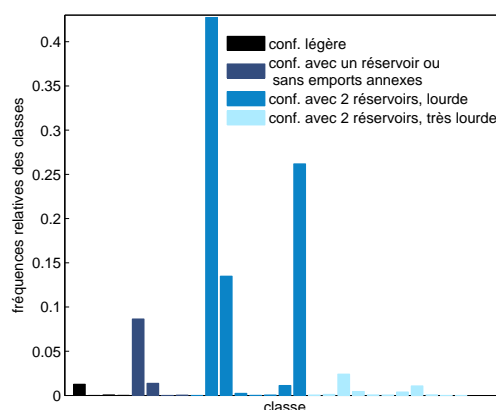 0.4
0.35
0.3
0.25
0.2
0.15
0.1
0.05
0
fréquences relatives des classes
classe
conf. légère
conf. avec un réservoir ou
sans emports annexes
conf. avec 2 réservoirs, lourde
conf. avec 2 réservoirs, très lourde